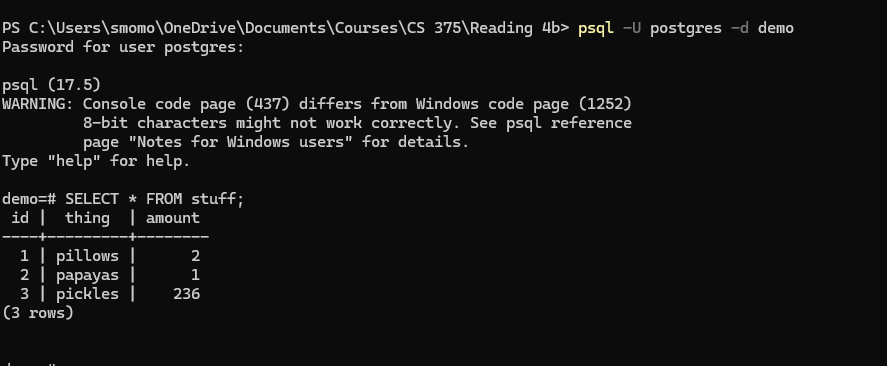 PS C:\Users\smomo\OneDrive\Documents\Courses\CS 375\Reading 4b> psql -U postgres -d demo
Password for user postgres:
psql (17.5)
WARNING: Console code page (437) differs from Windows code page (1252)
         8-bit characters might not work correctly. See psql reference
         page "Notes for Windows users" for details.
Type "help" for help.
demo=# SELECT * FROM stuff;
 id |  thing  | amount
----+---------+--------
  1 | pillows |      2
  2 | papayas |      1
  3 | pickles |    236
(3 rows)